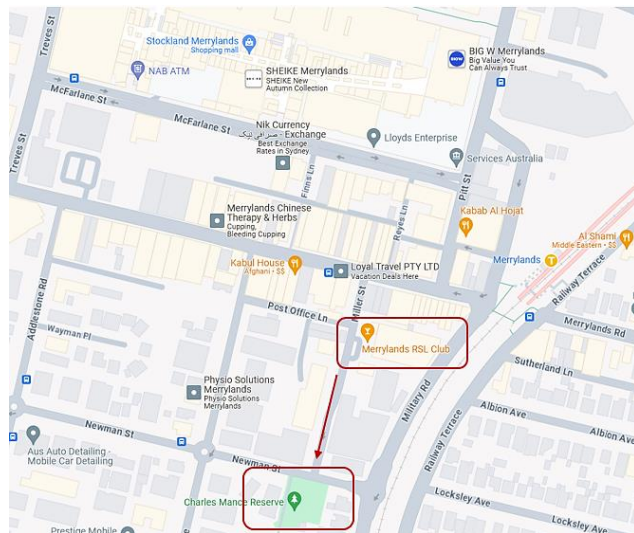 Treves St
Stockland Merrylands
Shopping mall
BIG W Merrylands
Big Value You
Can Always Trust
NAB ATM
SHEIKE Merrylands
SHEIKE New
Autumn Collection
McFarlane St
McFarlane St
Nik Currency
Exchange - صرافی نیک
Best Exchange
Rates in Sydney
Lloyds Enterprise
Treves St
Services Australia
Finns Ln
Pitt St
Merrylands Chinese
Therapy & Herbs
Cupping,
Bleeding Cupping
Reyes Ln
Kabab Al Hojat
Al Shami
Middle Eastern • $$
Kabul House
Afghani • $$
Loyal Travel PTY LTD
Vacation Deals Here
Merrylands
Railway Terrace
Addlestone Rd
Miller St
Post Office Ln
Wayman Pl
Merrylands RSL Club
Merrylands Rd
Sutherland Ln
Physio Solutions
Merrylands
Physio Solutions
Merrylands
Military Rd
Railway Terrace
Albion Ave
Albion Ave
Newman St
Aus Auto Detailing -
Mobile Car Detailing
Newman St
Charles Mance Reserve
Locksley Ave
Locksley Ave
Prestige Mobile